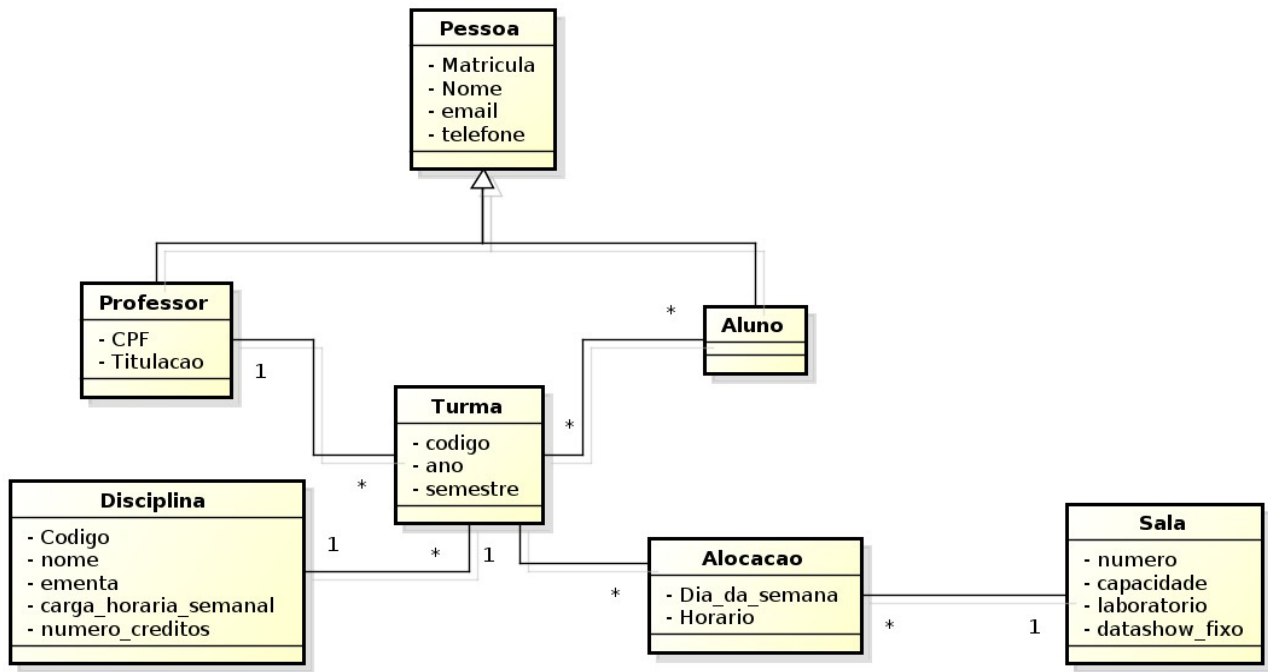 Pessoa
- Matricula
- Nome
- email
- telefone
Professor
- CPF
- Titulacao
1
*
Aluno
*
*
Turma
- codigo
- ano
- semestre
Disciplina
- Codigo
- nome
- ementa
- carga_horaria_semanal
- numero_creditos
1
*
1
*
Alocacao
- Dia_da_semana
- Horario
*
1
Sala
- numero
- capacidade
- laboratorio
- datashow_fixo